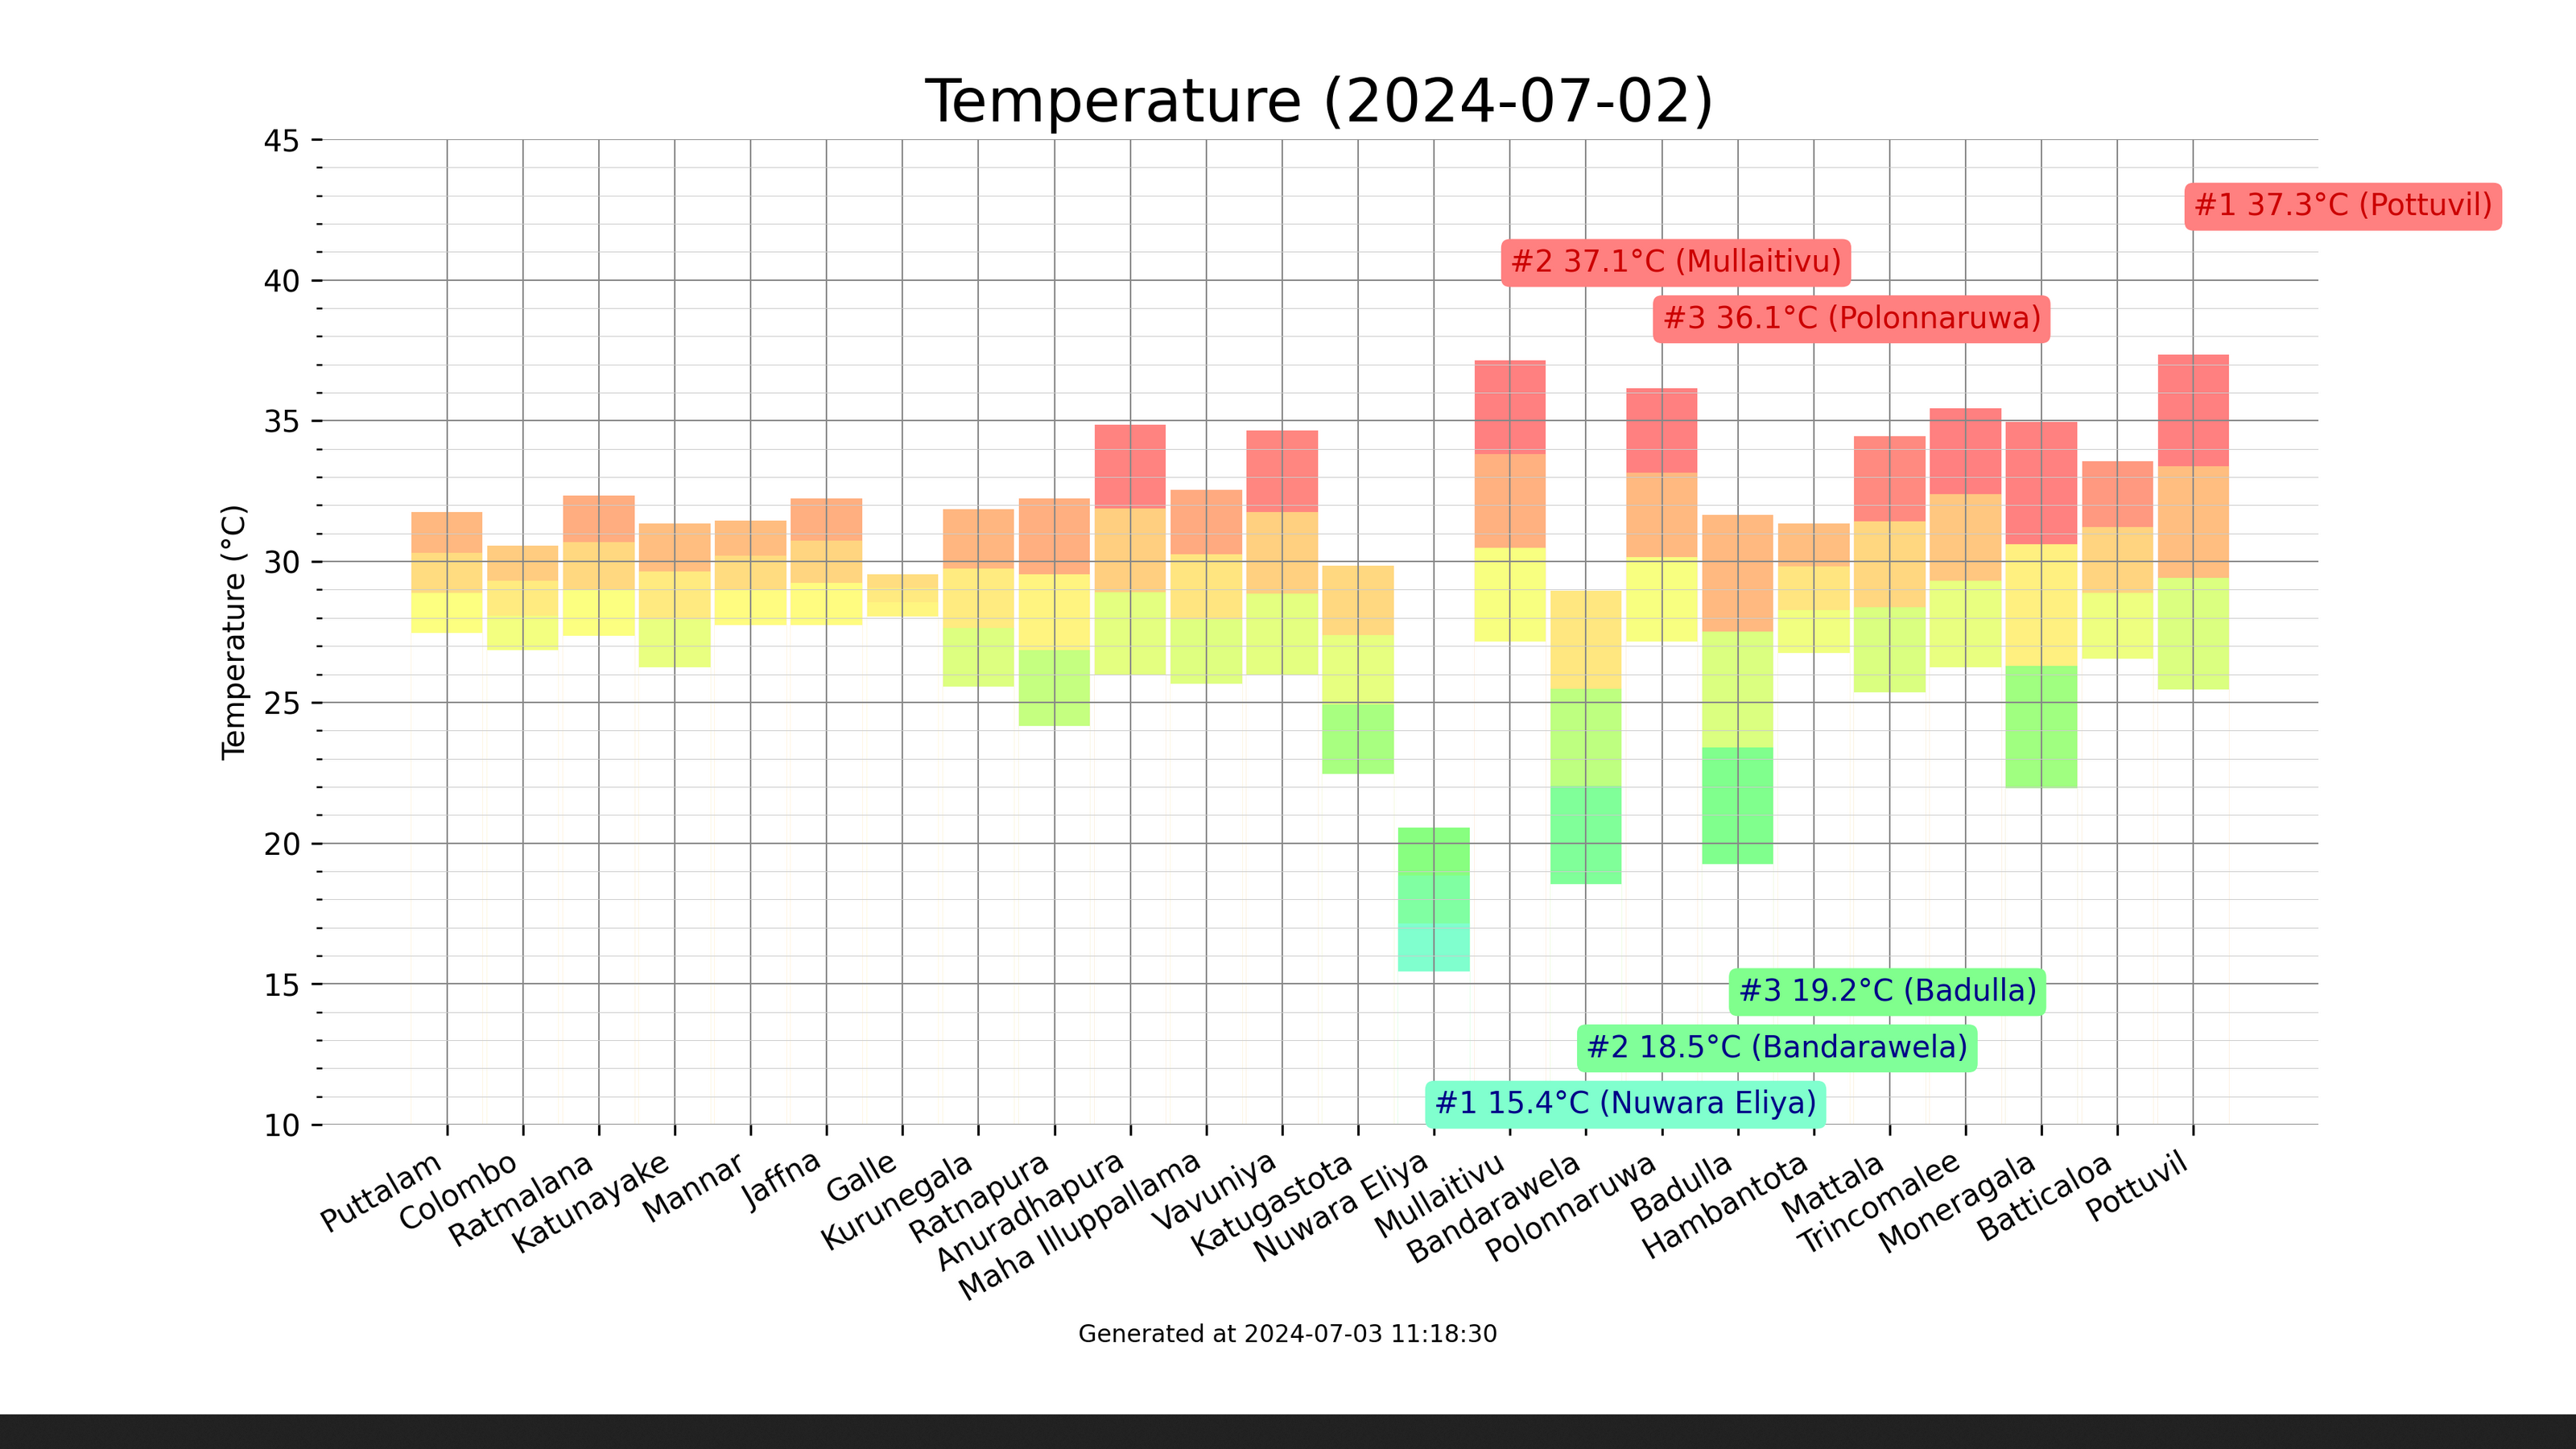 Temperature (2024-07-02)
45
40
35
30
25
20
15
10
Temperature (°C)
#1 37.3°C (Pottuvil)
#2 37.1°C (Mullaitivu)
#3 36.1°C (Polonnaruwa)
#3 19.2°C (Badulla)
#2 18.5°C (Bandarawela)
#1 15.4°C (Nuwara Eliya)
Puttalam
Colombo
Ratmalana
Katunayake
Mannar
Jaffna
Galle
Kurunegala
Ratnapura
Anuradhapura
Maha Illuppallama
Vavuniya
Katugastota
Nuwara Eliya
Mullaitivu
Bandarawela
Polonnaruwa
Badulla
Hambantota
Mattala
Trincomalee
Moneragala
Batticaloa
Pottuvil
Generated at 2024-07-03 11:18:30